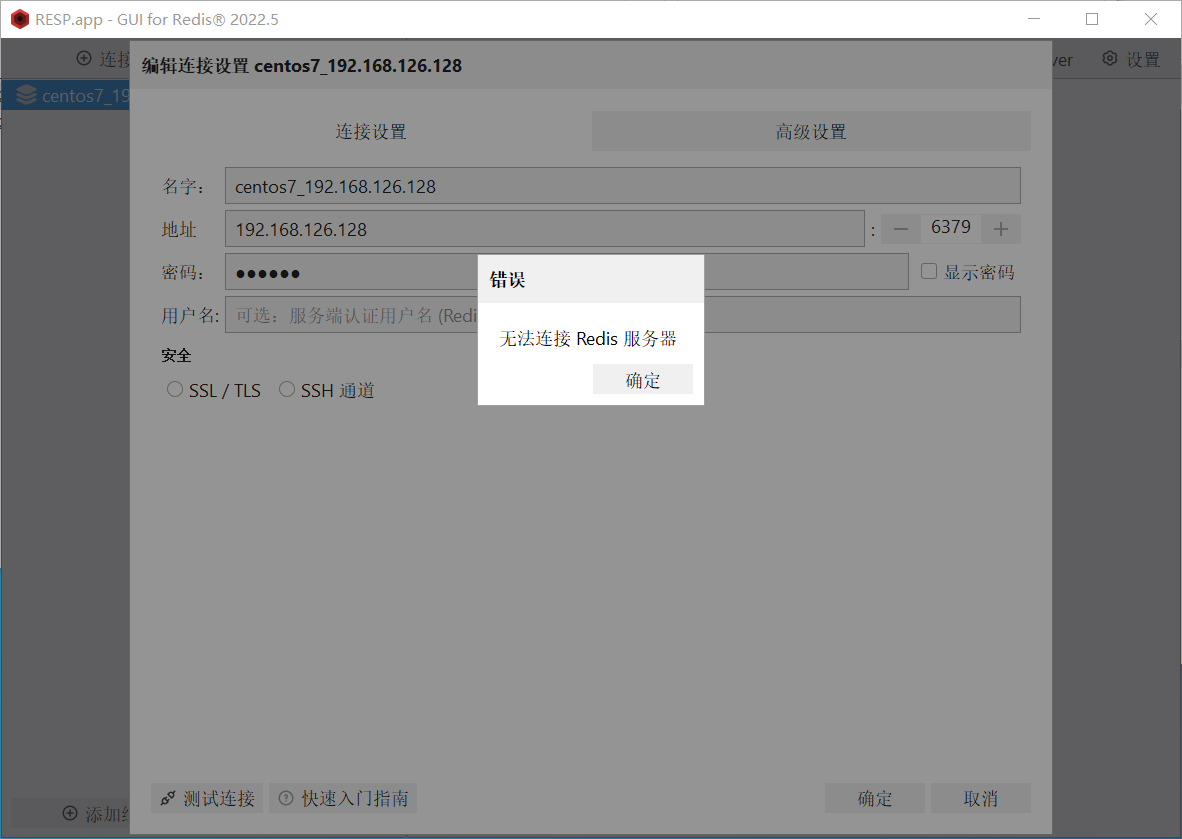 RESP.app - GUI for Redis® 2022.5
连接
编辑连接设置 centos7_192.168.126.128
ver
设置
centos7_19
连接设置
高级设置
名字：
centos7_192.168.126.128
地址
192.168.126.128
:
6379
密码：
●●●●●●
显示密码
用户名:
可选：服务端认证用户名 (Redi
错误
无法连接 Redis 服务器
确定
安全
SSL / TLS
SSH 通道
测试连接
快速入门指南
确定
取消
添加